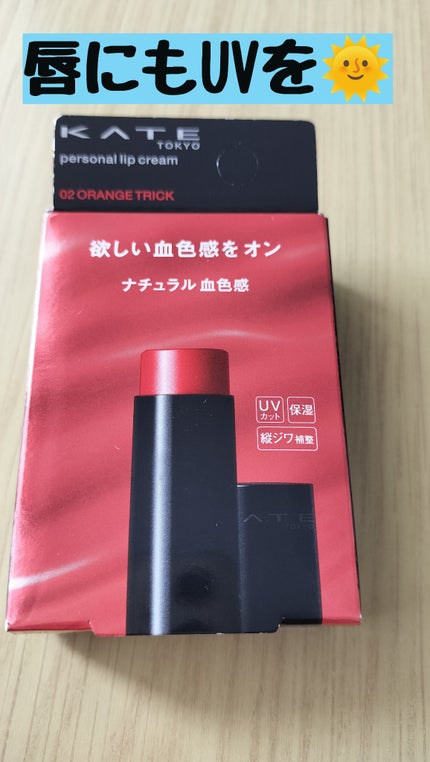 唇にもUVを🌞
KATE
TOKYO
personal lip cream
02 ORANGE TRICK
欲しい血色感をオン
ナチュラル血色感
UV
カット
保湿
縦ジワ補整
KATE
TOKYO